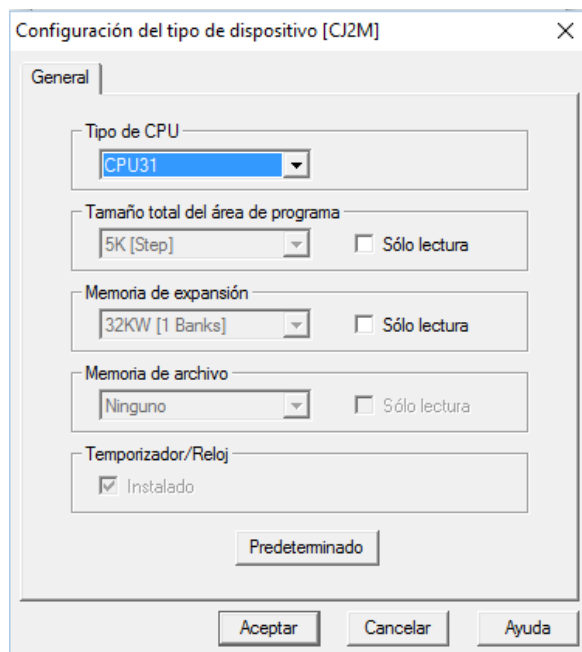 Configuración del tipo de dispositivo [CJ2M]
General
Tipo de CPU
CPU31
Tamaño total del área de programa
5K [Step] Sólo lectura
Memoria de expansión
32KW [1 Banks] Sólo lectura
Memoria de archivo
Ninguno Sólo lectura
Temporizador/Reloj
Instalado
Predeterminado
Aceptar Cancelar Ayuda